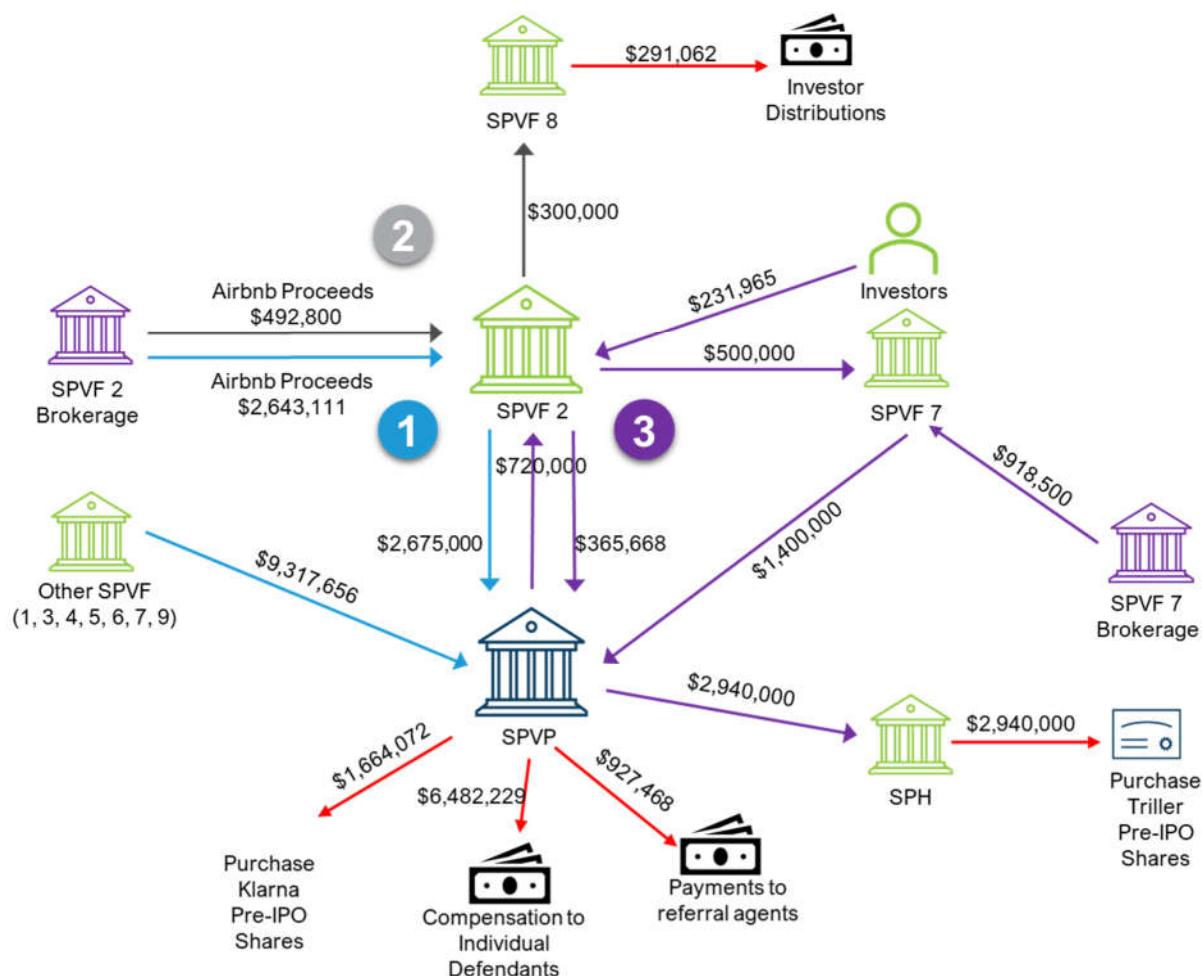 $291,062
Investor
Distributions
SPVF 8
$300,000
2
Airbnb Proceeds
$492,800
Airbnb Proceeds
$2,643,111
SPVF 2
Brokerage
SPVF 2
$231,965
Investors
$500,000
SPVF 7
1
3
$720,000
$2,675,000
$365,668
$918,500
$1,400,000
SPVF 7
Brokerage
Other SPVF
(1, 3, 4, 5, 6, 7, 9)
$9,317,656
SPVP
$2,940,000
SPH
$2,940,000
Purchase
Triller
Pre-IPO
Shares
$1,664,072
$6,482,229
$927,468
Purchase
Klarna
Pre-IPO
Shares
Compensation to
Individual
Defendants
Payments to
referral agents